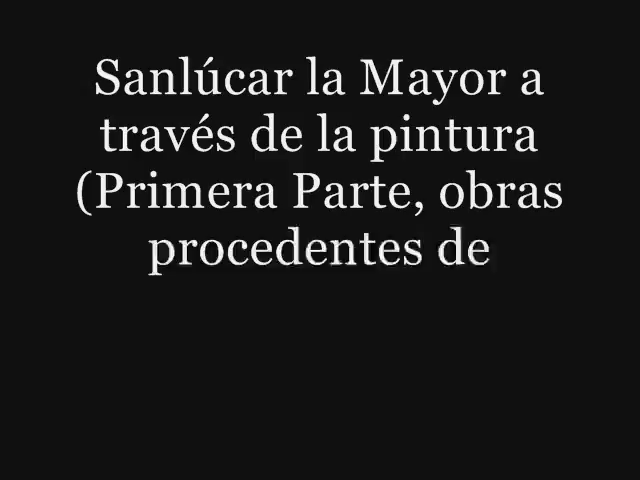 Sanlúcar la Mayor a
través de la pintura
(Primera Parte, obras
procedentes de